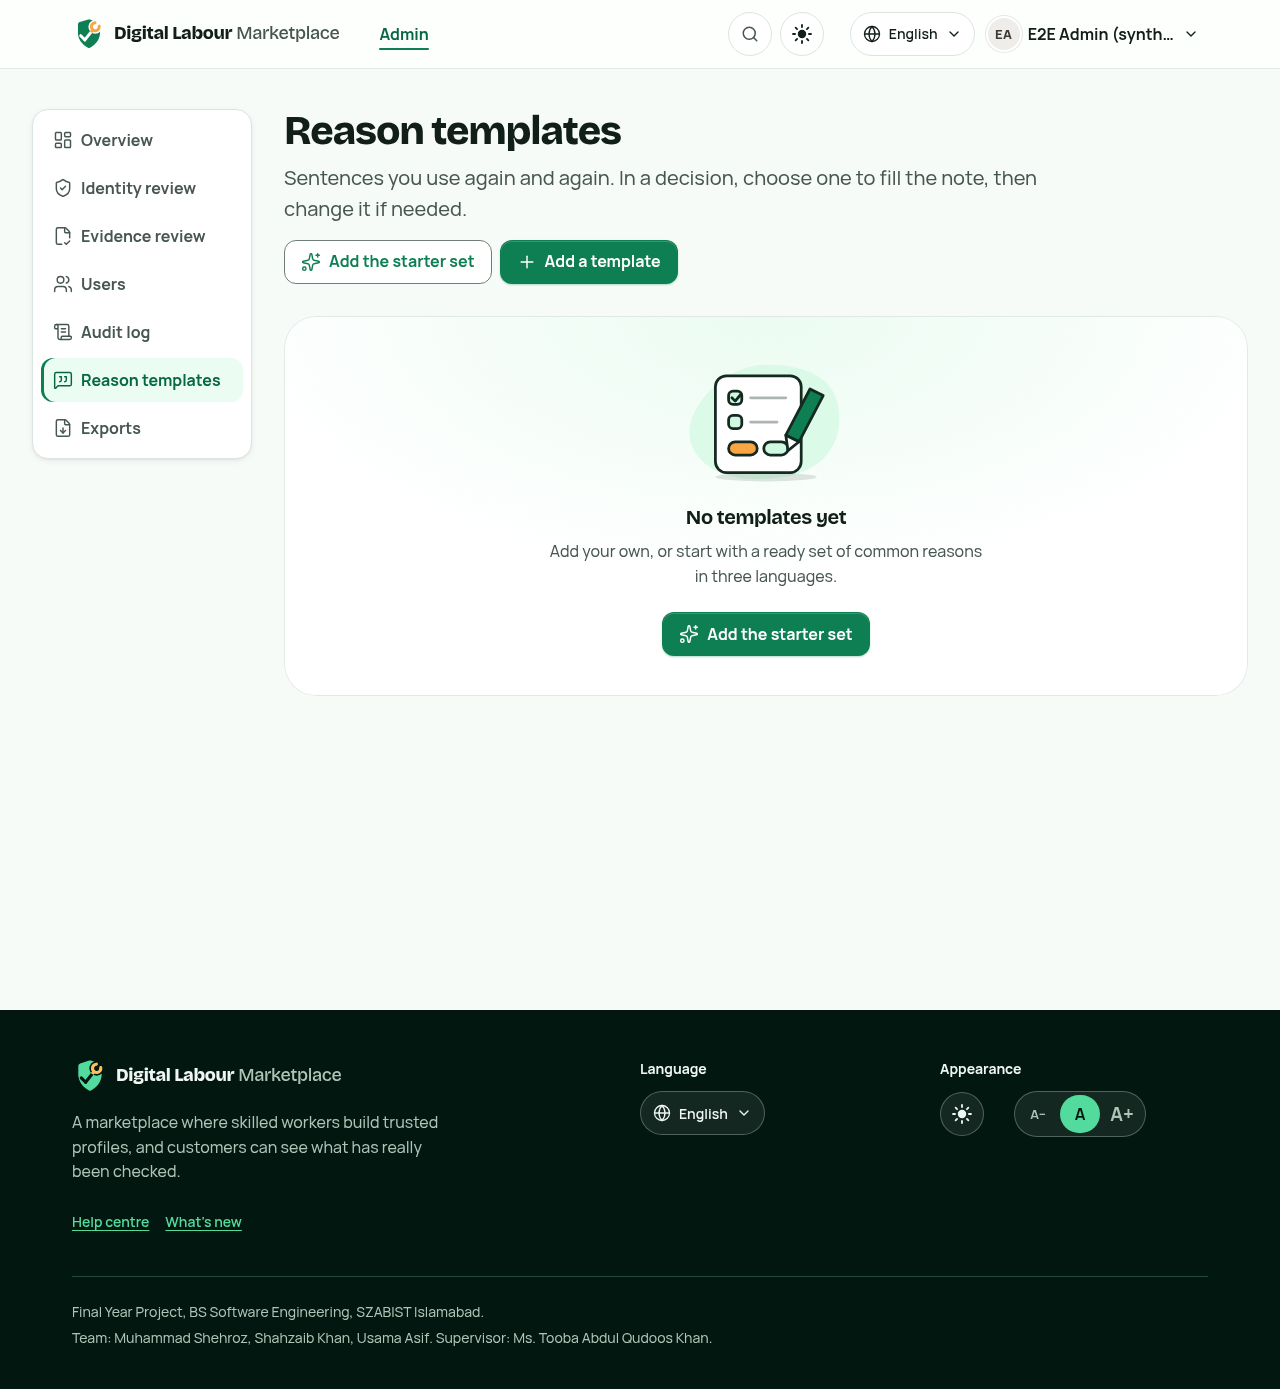 Digital Labour Marketplace
Admin
English
EA
E2E Admin (synth...
Overview
Identity review
Evidence review
Users
Audit log
Reason templates
Exports
Reason templates
Sentences you use again and again. In a decision, choose one to fill the note, then
change it if needed.
Add the starter set
Add a template
No templates yet
Add your own, or start with a ready set of common reasons
in three languages.
Add the starter set
Digital Labour Marketplace
A marketplace where skilled workers build trusted
profiles, and customers can see what has really
been checked.
Help centre
What's new
Language
English
Appearance
A−
A
A+
Final Year Project, BS Software Engineering, SZABIST Islamabad.
Team: Muhammad Shehroz, Shahzaib Khan, Usama Asif. Supervisor: Ms. Tooba Abdul Qudoos Khan.